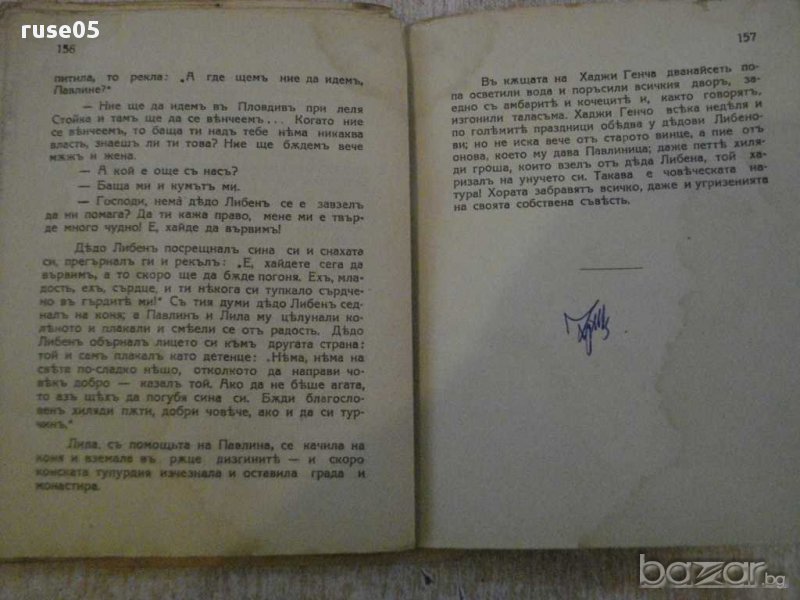 ruse05
156
питила, то рекла: „А где щемъ ние да идемъ,
Павлине?“
— Ние ще да идемъ въ Пловдивъ при леля
Стойка и тамъ ще да се вѣнчеемъ... Когато ние
се вѣнчеемъ, то баща ти надъ тебе нѣма никаква
власть, знаешъ ли ти това? Ние ще бѫдемъ вече
мѫжъ и жена.
— А кой е още съ насъ?
— Баща ми и кумътъ ми.
— Господи, нема́ дѣдо Либенъ се е завзелъ
да ни помага? Да ти кажа право, мене ми е твър-
де много чудно! Е, хайде да вървимъ!
Дѣдо Либенъ посрещналъ сина си и снахата
си, прегърналъ ги и рекълъ: „Е, хайдете сега да
вървимъ, а то скоро ще да бѫде погоня. Ехъ, мла-
дость, ехъ, сърдце, и ти нѣкога си тупкало сърдче-
но въ гърдитѣ ми!“ Съ тия думи дѣдо Либенъ сед-
налъ на коня; а Павлинъ и Лила му цѣлунали
колѣното и плакали и смеели се отъ радость. Дѣдо
Либенъ обърналъ лицето си къмъ другата страна:
той и самъ плакалъ като детенце: „Нѣма, нѣма на
свѣта по-сладко нѣщо, отколкото да направи чо-
вѣкъ добро — казалъ той. Ако да не бѣше агата,
то азъ щѣхъ да погубя сина си. Бѫди благосло-
венъ хиляди пѫти, добри човѣче, ако и да си тур-
чинъ.“
Лила, съ помощьта на Павлина, се качила на
коня и вземала въ рѫце дизгинитѣ — и скоро
конската тупурдия изчезнала и оставила града и
монастира.
157
Въ кѫщата на Хаджи Генча дванайсеть по-
па осветили вода и поръсили всичкия дворъ, за-
едно съ амбаритѣ и кочецитѣ и, както говорятъ,
изгонили таласъма. Хаджи Генчо всѣка неделя и
по голѣмитѣ праздници обѣдва у дѣдови Либено-
ви; но не иска вече отъ старото винце, а пие отъ
онова, което му дава Павлиница; даже петтѣ хиля-
ди гроша, които взелъ отъ дѣда Либена, той ха-
ризалъ на унучето си. Такава е човѣческата на-
тура! Хората забравятъ всичко, даже и угризенията
на своята собствена съвѣсть.
bazar.bg